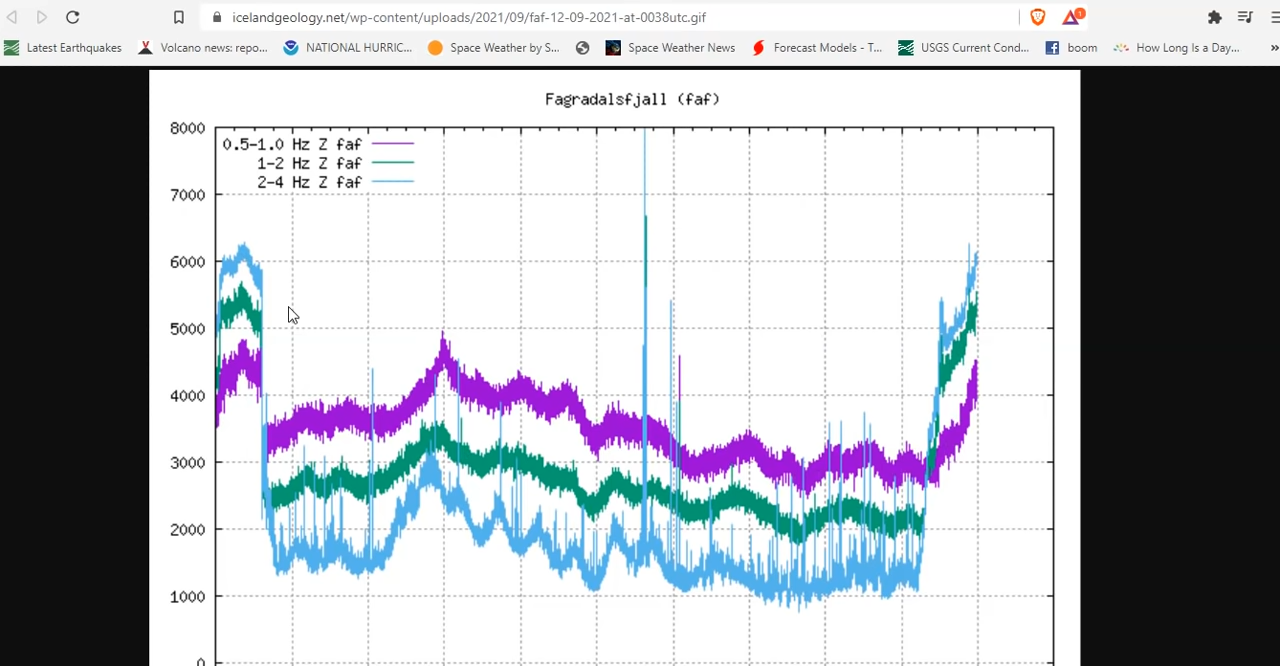 icelandgeology.net/wp-content/uploads/2021/09/faf-12-09-2021-at-0038utc.gif
1
Latest Earthquakes
Volcano news: repo...
NATIONAL HURRIC...
Space Weather by S...
Space Weather News
Forecast Models - T...
USGS Current Cond...
boom
How Long Is a Day...
»
Fagradalsfjall (faf)
8000
0.5-1.0 Hz Z faf
1-2 Hz Z faf
2-4 Hz Z faf
7000
6000
5000
4000
3000
2000
1000
0